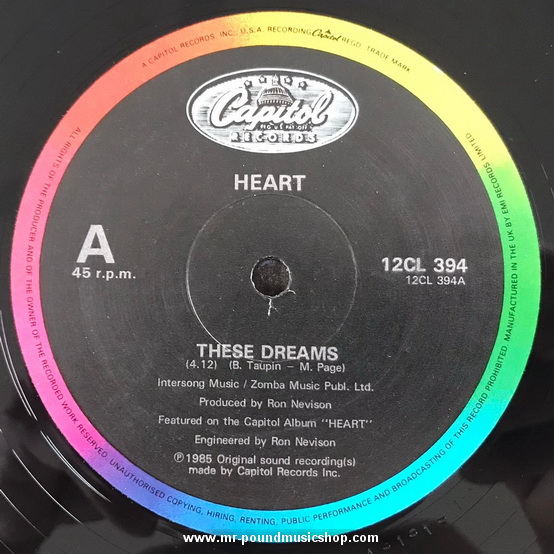 A CAPITOL RECORDS, INC., U.S.A. RECORDING Capitol REGD. TRADE MARK
Capitol
RECORDS
HEART
A
45 r.p.m.
12CL 394
12CL 394A
THESE DREAMS
(4.12) (B. Taupin – M. Page)
Intersong Music / Zomba Music Publ. Ltd.
Produced by Ron Nevison
Featured on the Capitol Album "HEART"
Engineered by Ron Nevison
℗ 1985 Original sound recording(s)
made by Capitol Records Inc.
ALL RIGHTS OF THE PRODUCER AND OF THE OWNER OF THE RECORDED WORK RESERVED. UNAUTHORISED COPYING, HIRING, RENTING, PUBLIC PERFORMANCE AND BROADCASTING OF THIS RECORD PROHIBITED. MANUFACTURED IN THE UK BY EMI RECORDS LIMITED
www.mr-poundmusicshop.com